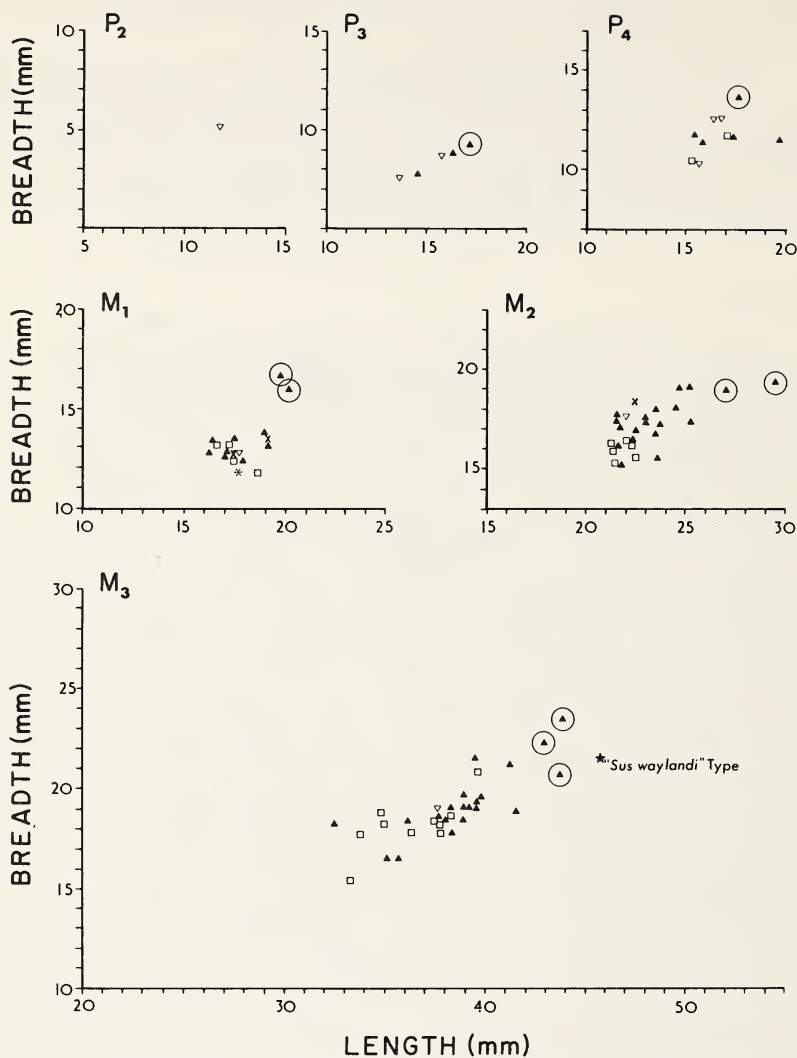 P2 P3 P4
BREADTH (mm)
10 5 0
5 10 15
15 10
10 15 20
15 10
10 15 20
M1 M2
BREADTH (mm)
20 15 10
10 15 20 25
20 15
15 20 25 30
M3
BREADTH (mm)
30 25 20 15 10
"Sus waylandi" Type
20 30 40 50
LENGTH (mm)